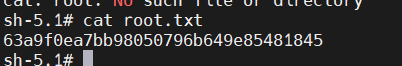 cat: root: No such file or directory
sh-5.1# cat root.txt
63a9f0ea7bb98050796b649e85481845
sh-5.1#